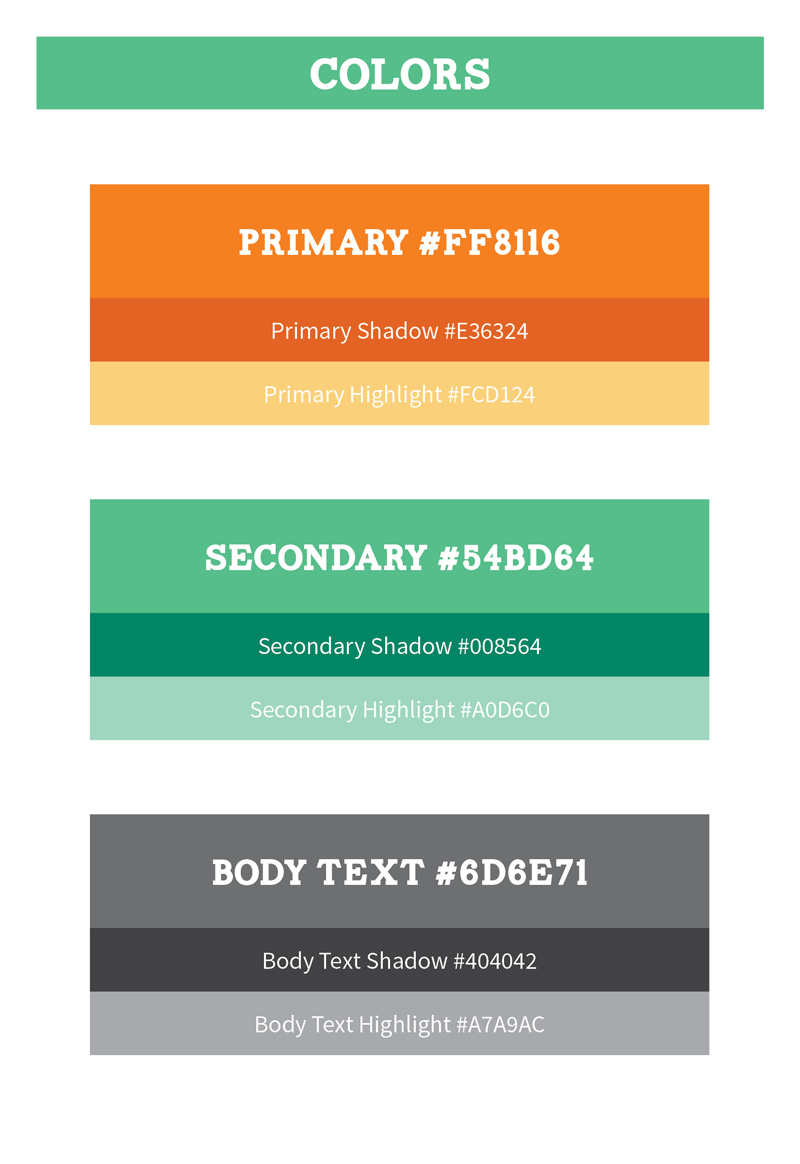 COLORS
PRIMARY #FF8116
Primary Shadow #E36324
Primary Highlight #FCD124
SECONDARY #54BD64
Secondary Shadow #008564
Secondary Highlight #A0D6C0
BODY TEXT #6D6E71
Body Text Shadow #404042
Body Text Highlight #A7A9AC